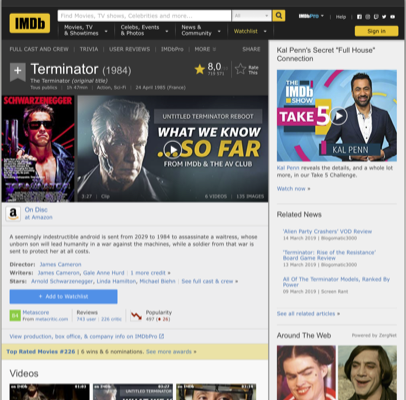 IMDb
Find Movies, TV shows, Celebrities and more...
All
IMDbPro
Help
Movies, TV & Showtimes
Celebs, Events & Photos
News & Community
Watchlist
Sign in
FULL CAST AND CREW | TRIVIA | USER REVIEWS | IMDbPro | MORE
SHARE
Terminator (1984)
The Terminator (original title)
Tous publics | 1h 47min | Action, Sci-Fi | 24 April 1985 (France)
8,0
Rate This
SCHWARZENEGGER
UNTITLED TERMINATOR REBOOT
WHAT WE KNOW
...SO FAR
FROM IMDb & THE AV CLUB
3:27 | Clip
6 VIDEOS | 135 IMAGES
On Disc
at Amazon
A seemingly indestructible android is sent from 2029 to 1984 to assassinate a waitress, whose
unborn son will lead humanity in a war against the machines, while a soldier from that war is
sent to protect her at all costs.
Director: James Cameron
Writers: James Cameron, Gale Anne Hurd | 1 more credit »
Stars: Arnold Schwarzenegger, Linda Hamilton, Michael Biehn | See full cast & crew »
+ Add to Watchlist
84
Metascore
From metacritic.com
Reviews
743 user | 226 critic
Popularity
497
View production, box office, & company info on IMDbPro
Top Rated Movies #226 | 6 wins & 6 nominations. See more awards »
Videos
UNTITLED TERMINATOR
Kal Penn's Secret "Full House"
Connection
THE IMDb SHOW
TAKE 5
KAL PENN
Kal Penn reveals the details, and a whole lot
more, in our Take 5 Challenge.
Watch now »
Related News
'Alien Party Crashers' VOD Review
14 March 2019 | Blogomatic3000
'Terminator: Rise of the Resistance'
Board Game Review
13 March 2019 | Blogomatic3000
All Of The Terminator Models, Ranked By
Power
09 March 2019 | Screen Rant
See all related articles »
Around The Web
Powered by ZergNet